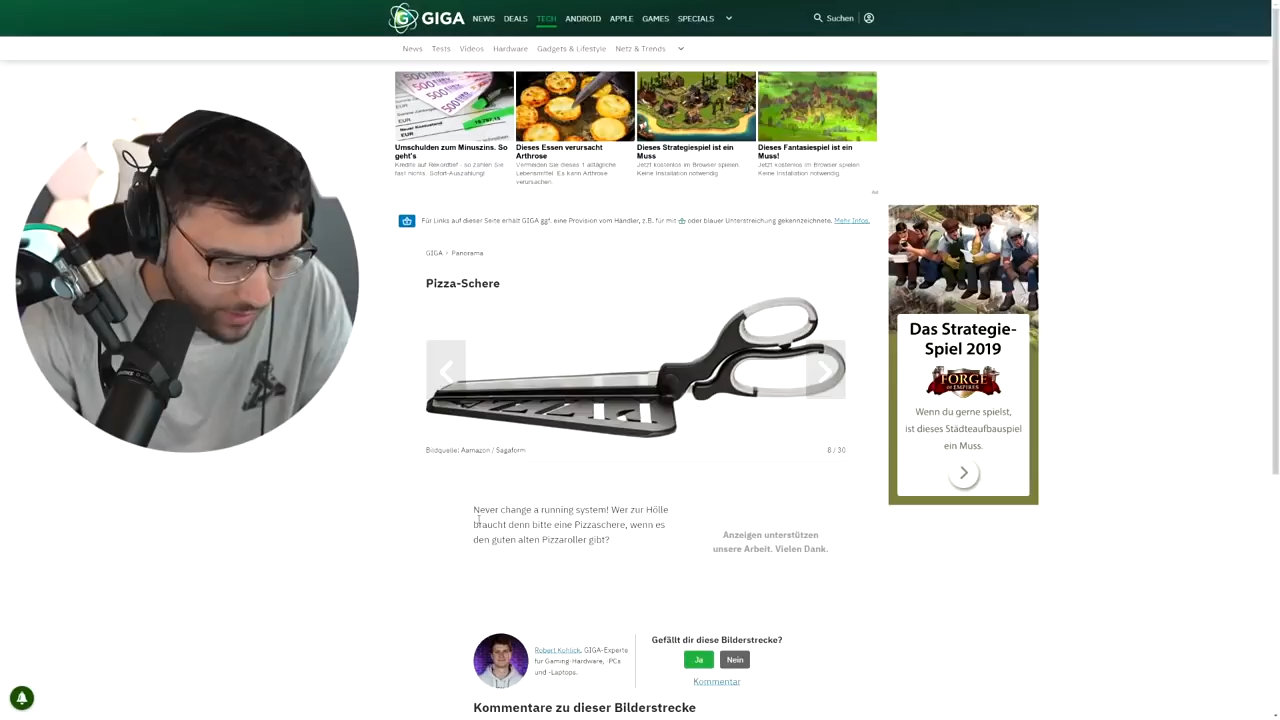 GIGA NEWS DEALS TECH ANDROID APPLE GAMES SPECIALS Suchen
News Tests Videos Hardware Gadgets & Lifestyle Netz & Trends
500 EURO
EUR
EUR
Umschulden zum Minuszins. So
geht's
Kredite auf Rekordtief - so zahlen Sie
fast nichts. Sofort-Auszahlung!
Dieses Essen verursacht
Arthrose
Vermeiden Sie dieses 1 alltägliche
Lebensmittel. Es kann Arthrose
verursachen.
Dieses Strategiespiel ist ein
Muss
Jetzt kostenlos im Browser spielen.
Keine Installation notwendig
Dieses Fantasiespiel ist ein
Muss!
Jetzt kostenlos im Browser spielen.
Keine Installation notwendig.
Ad
Für Links auf dieser Seite erhält GIGA ggf. eine Provision vom Händler, z.B. für mit oder blauer Unterstreichung gekennzeichnete. Mehr Infos.
GIGA › Panorama
Pizza-Schere
PIZZA
Bildquelle: Aamazon / Sagaform
8 / 30
Das Strategie-
Spiel 2019
FORGE
OF EMPIRES
Wenn du gerne spielst,
ist dieses Städteaufbauspiel
ein Muss.
Never change a running system! Wer zur Hölle
braucht denn bitte eine Pizzaschere, wenn es
den guten alten Pizzaroller gibt?
Anzeigen unterstützen
unsere Arbeit. Vielen Dank.
Robert Kohlick, GIGA-Experte
für Gaming-Hardware, -PCs
und -Laptops.
Gefällt dir diese Bilderstrecke?
Ja Nein
Kommentar
Kommentare zu dieser Bilderstrecke